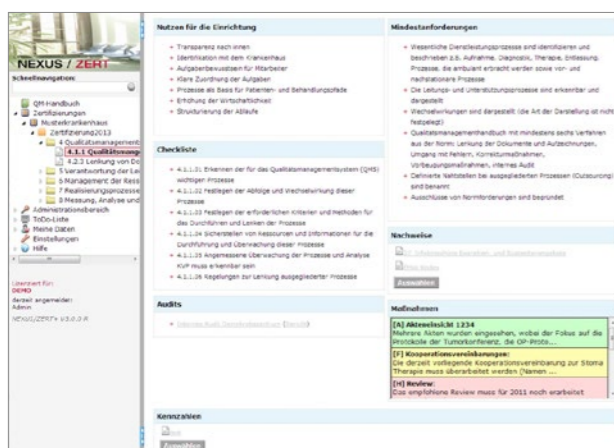 NEXUS / ZERT
Schnellnavigation:
QM-Handbuch
Zertifizierungen
Musterkrankenhaus
Zertifizierung2013
4 Qualitätsmanagement
4.1.1 Qualitätsmanag
4.2.3 Lenkung von Do
5 Verantwortung der Lei
6 Management der Ress
7 Realisierungsprozesse
8 Messung, Analyse und
Administrationsbereich
ToDo-Liste
Meine Daten
Einstellungen
Hilfe
Lizenziert für:
DEMO
derzeit angemeldet:
Admin
NEXUS/ZERT® V3.0.0 R
Nutzen für die Einrichtung
Transparenz nach innen
Identifikation mit dem Krankenhaus
Aufgabenbewusstsein für Mitarbeiter
Klare Zuordnung der Aufgaben
Prozesse als Basis für Patienten- und Behandlungspfade
Erhöhung der Wirtschaftlichkeit
Strukturierung der Abläufe
Checkliste
4.1.1.01 Erkennen der für das Qualitätsmanagementsystem (QMS)
wichtigen Prozesse
4.1.1.02 Festlegen der Abfolge und Wechselwirkung dieser
Prozesse
4.1.1.03 Festlegen der erforderlichen Kriterien und Methoden für
das Durchführen und Lenken der Prozesse
4.1.1.04 Sicherstellen von Ressourcen und Informationen für die
Durchführung und Überwachung dieser Prozesse
4.1.1.05 Angemessene Überwachung der Prozesse und Analyse
KVP muss erkennbar sein
4.1.1.06 Regelungen zur Lenkung ausgegliederter Prozesse
Audits
Kennzahlen
Auswählen
Mindestanforderungen
Wesentliche Dienstleistungsprozesse sind identifizieren und
beschrieben z.B. Aufnahme, Diagnostik, Therapie, Entlassung.
Prozesse, die ambulant erbracht werden sowie vor- und
nachstationäre Prozesse
Die Leitungs- und Unterstützungsprozesse sind erkennbar und
dargestellt
Wechselwirkungen sind dargestellt (die Art der Darstellung ist nicht
festgelegt)
Qualitätsmanagementhandbuch mit mindestens sechs Verfahren
aus der Norm: Lenkung der Dokumente und Aufzeichnungen,
Umgang mit Fehlern, Korrekturmaßnahmen,
Vorbeugungsmaßnahmen, internes Audit
Definierte Nahtstellen bei ausgegliederten Prozessen (Outsourcing)
sind benannt
Ausschlüsse von Normforderungen sind begründet
Nachweise
Auswählen
Maßnahmen
[A] Akteneinsicht 1234
Mehrere Akten wurden eingesehen, wobei der Fokus auf die
Protokolle der Tumorkonferenz, die OP-Proto...
[F] Kooperationsvereinbarungen:
Die derzeit vorliegende Kooperationsvereinbarung zur Stoma
Therapie muss überarbeitet werden (Namen ...
[H] Review:
Das empfohlene Review muss für 2011 noch erarbeitet